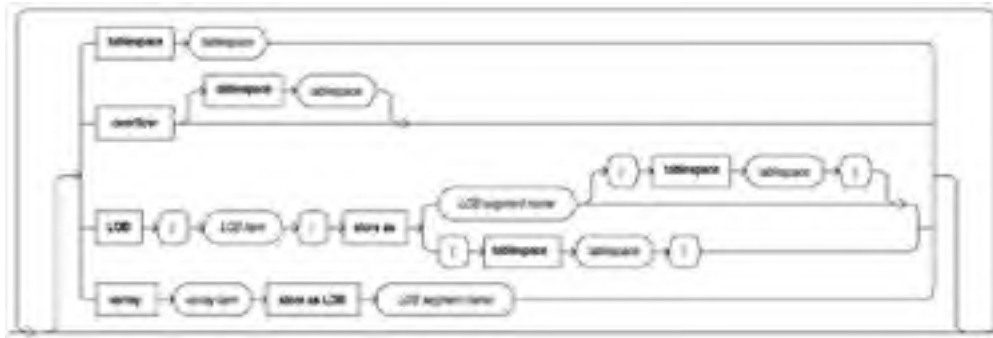 tablespace tablespace
tablespace tablespace
overflow
( tablespace tablespace )
LOB segment name
LOB ( LOB item ) store as
( tablespace tablespace )
varray varray item store as LOB LOB segment name